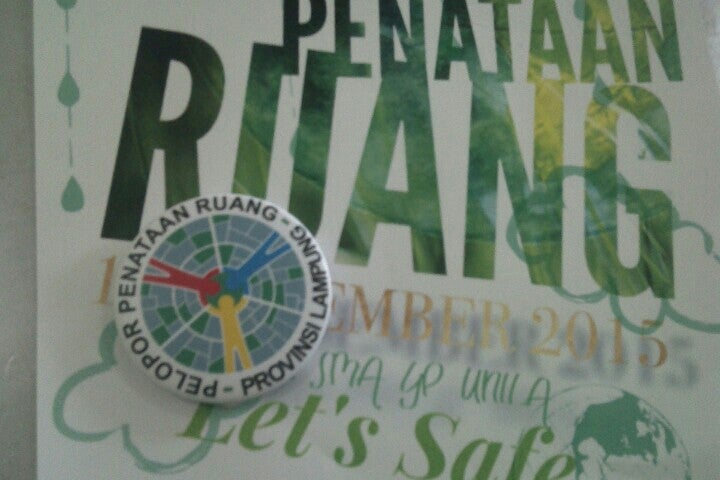 PENATAAN
RUANG
EMBER 2015
SMA YP UNILA
Let's Safe
PELOPOR PENATAAN RUANG - PROVINSI LAMPUNG -